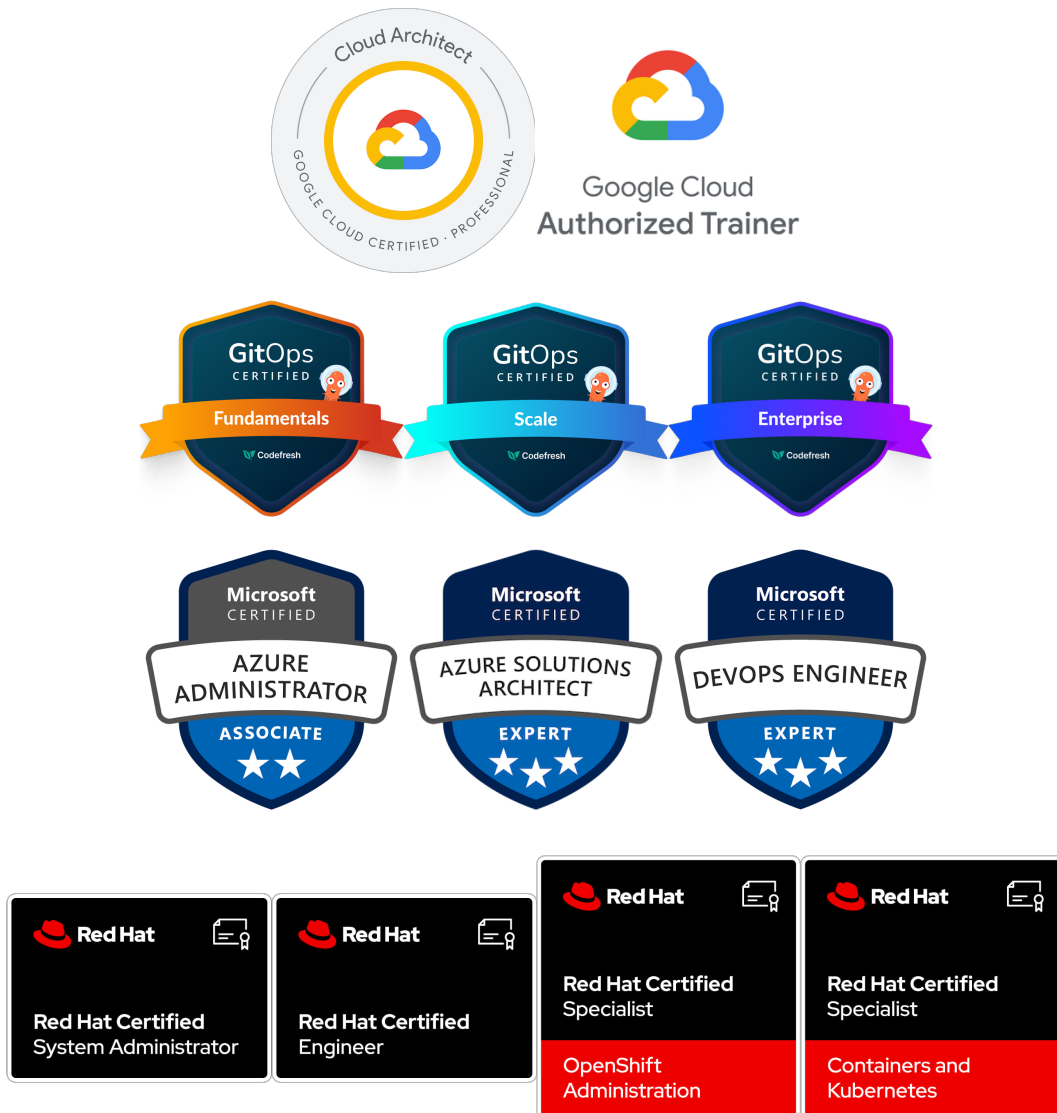 Cloud Architect
GOOGLE CLOUD CERTIFIED · PROFESSIONAL
Google Cloud
Authorized Trainer
GitOps
CERTIFIED
Fundamentals
Codefresh
GitOps
CERTIFIED
Scale
Codefresh
GitOps
CERTIFIED
Enterprise
Codefresh
Microsoft
CERTIFIED
AZURE
ADMINISTRATOR
ASSOCIATE
Microsoft
CERTIFIED
AZURE SOLUTIONS
ARCHITECT
EXPERT
Microsoft
CERTIFIED
DEVOPS ENGINEER
EXPERT
Red Hat
Red Hat Certified
System Administrator
Red Hat
Red Hat Certified
Engineer
Red Hat
Red Hat Certified
Specialist
OpenShift
Administration
Red Hat
Red Hat Certified
Specialist
Containers and
Kubernetes